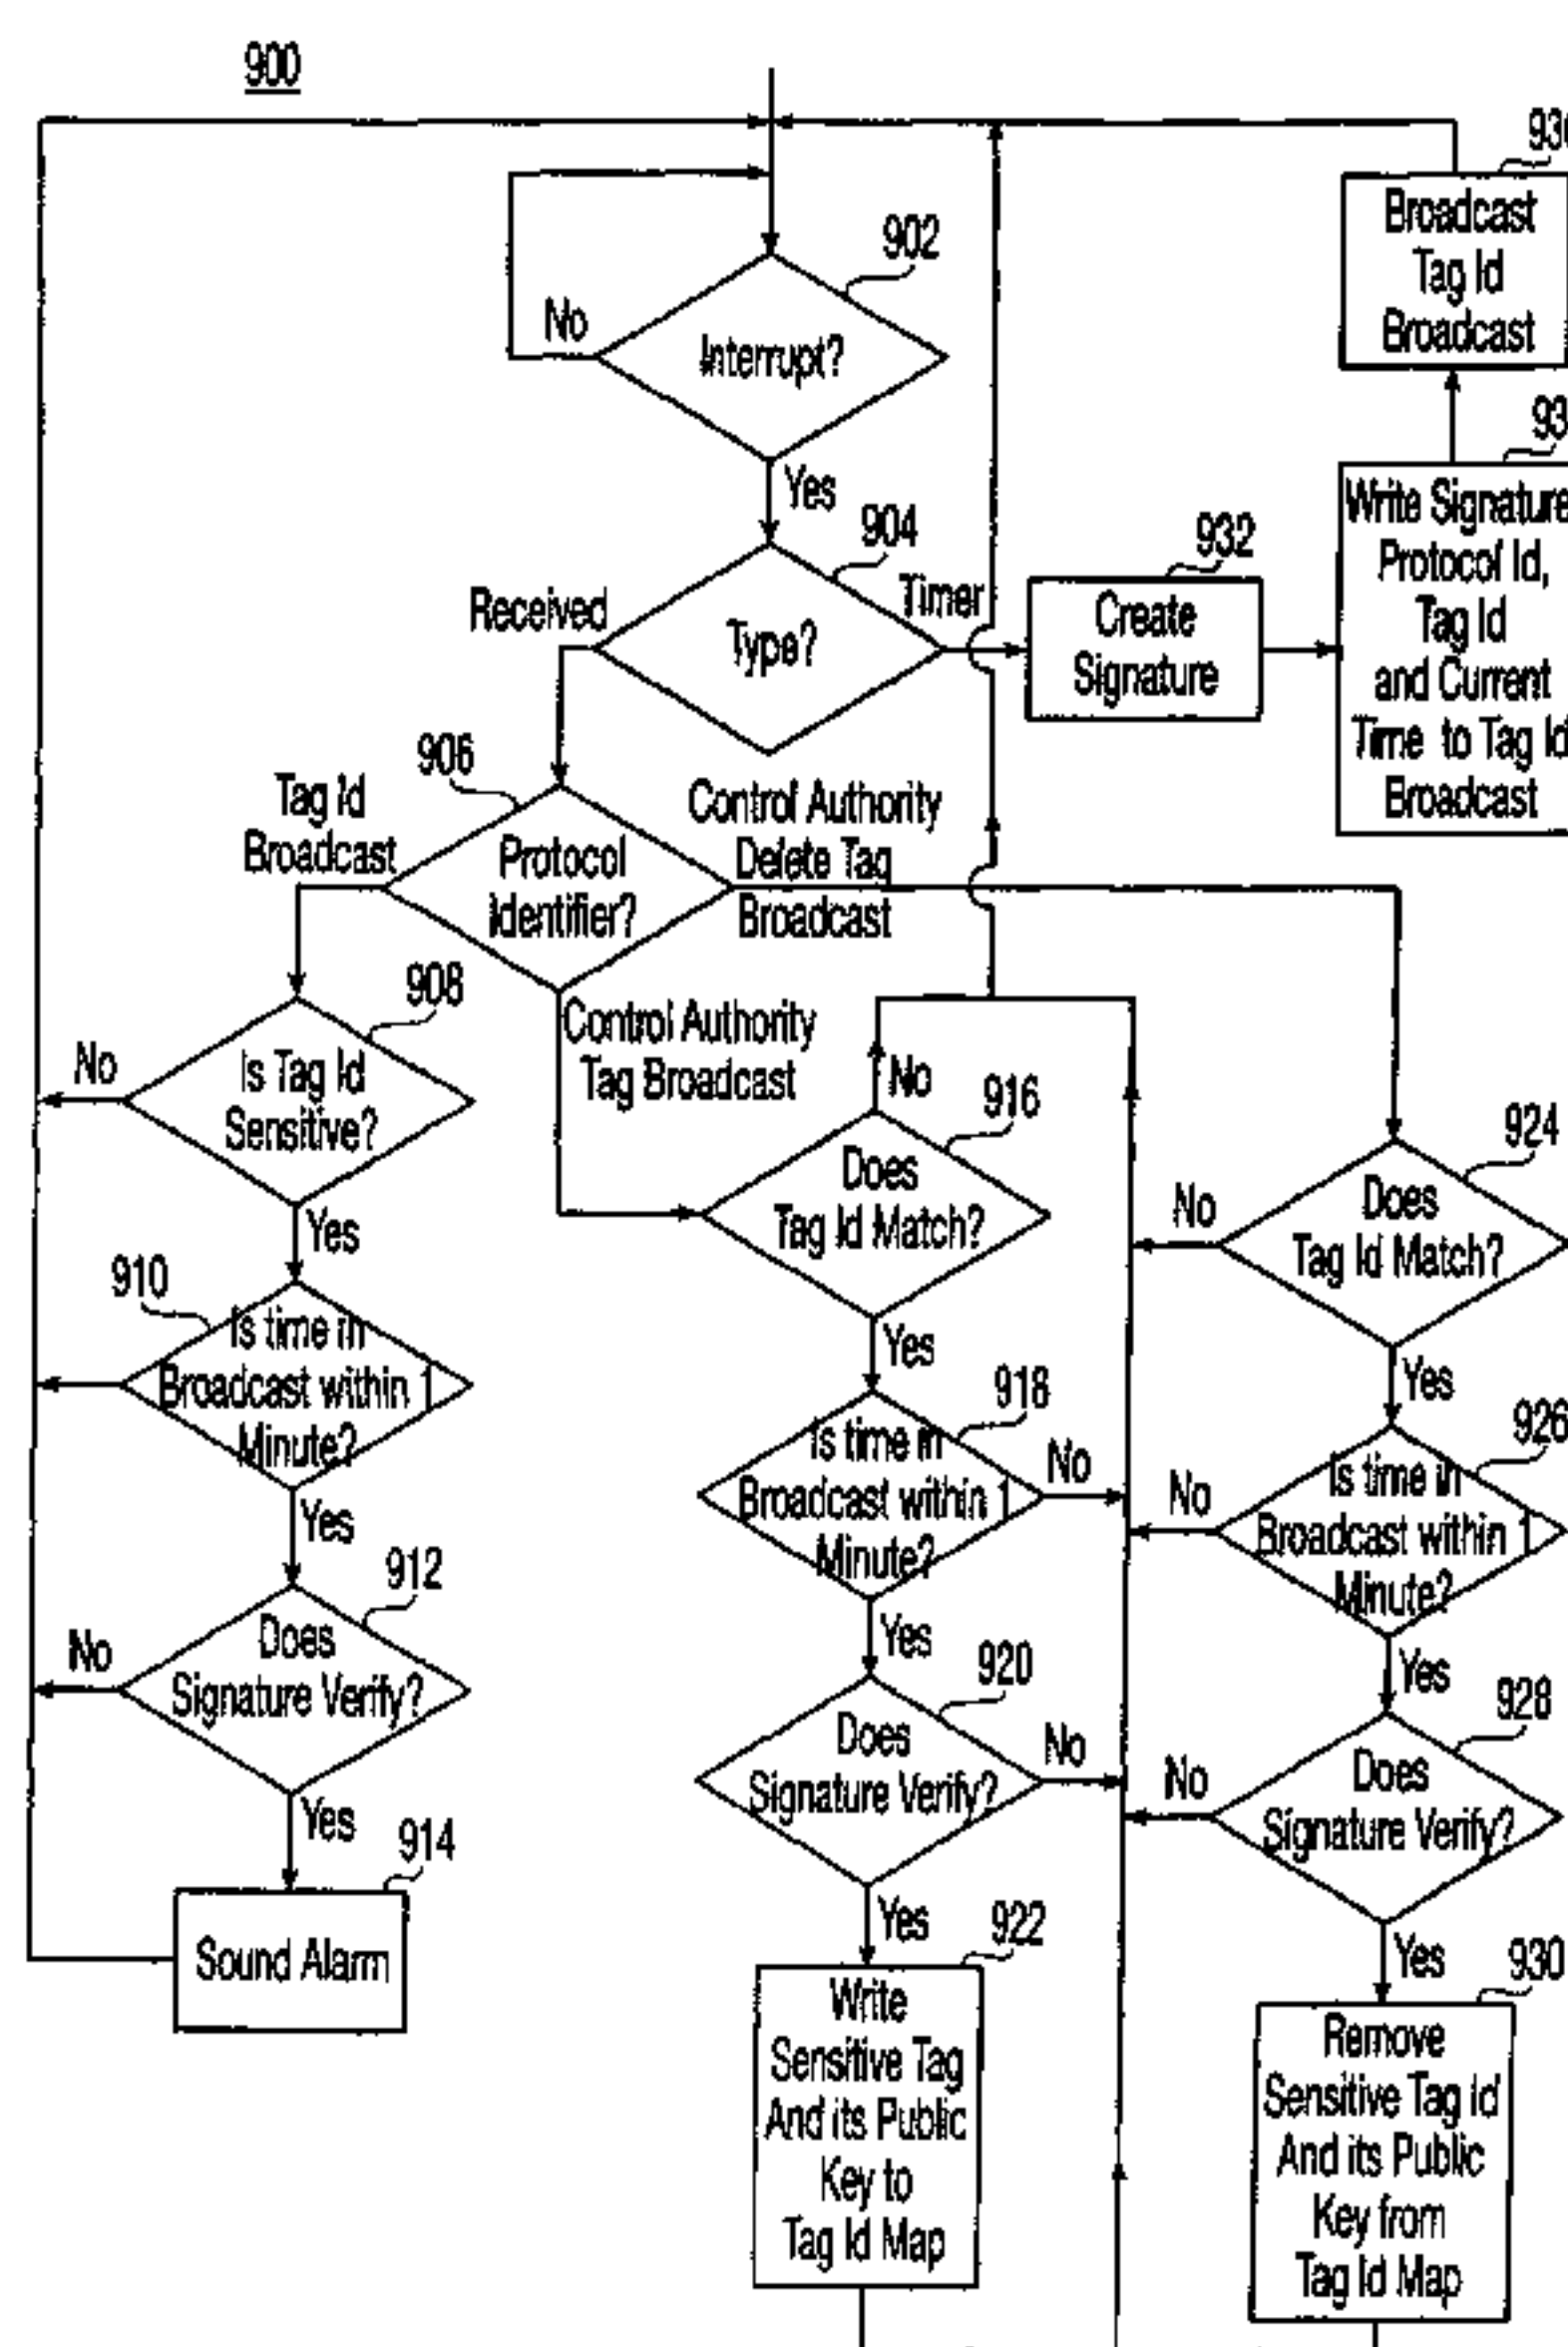 900
902
Interrupt?
No
Yes
904
Type?
Received
Timer
932
Create
Signature
Write Signature
Protocol Id,
Tag Id
and Current
Time to Tag Id
Broadcast
Broadcast
Tag Id
Broadcast
906
Protocol
Identifier?
Tag Id
Broadcast
Control Authority
Delete Tag
Broadcast
Control Authority
Tag Broadcast
908
Is Tag Id
Sensitive?
No
Yes
910
Is time in
Broadcast within 1
Minute?
Yes
912
Does
Signature Verify?
No
Yes
914
Sound Alarm
916
Does
Tag Id Match?
No
Yes
918
Is time in
Broadcast within 1
Minute?
No
Yes
920
Does
Signature Verify?
No
Yes
922
Write
Sensitive Tag
And its Public
Key to
Tag Id Map
924
Does
Tag Id Match?
No
Yes
926
Is time in
Broadcast within 1
Minute?
No
Yes
928
Does
Signature Verify?
No
Yes
930
Remove
Sensitive Tag Id
And its Public
Key from
Tag Id Map